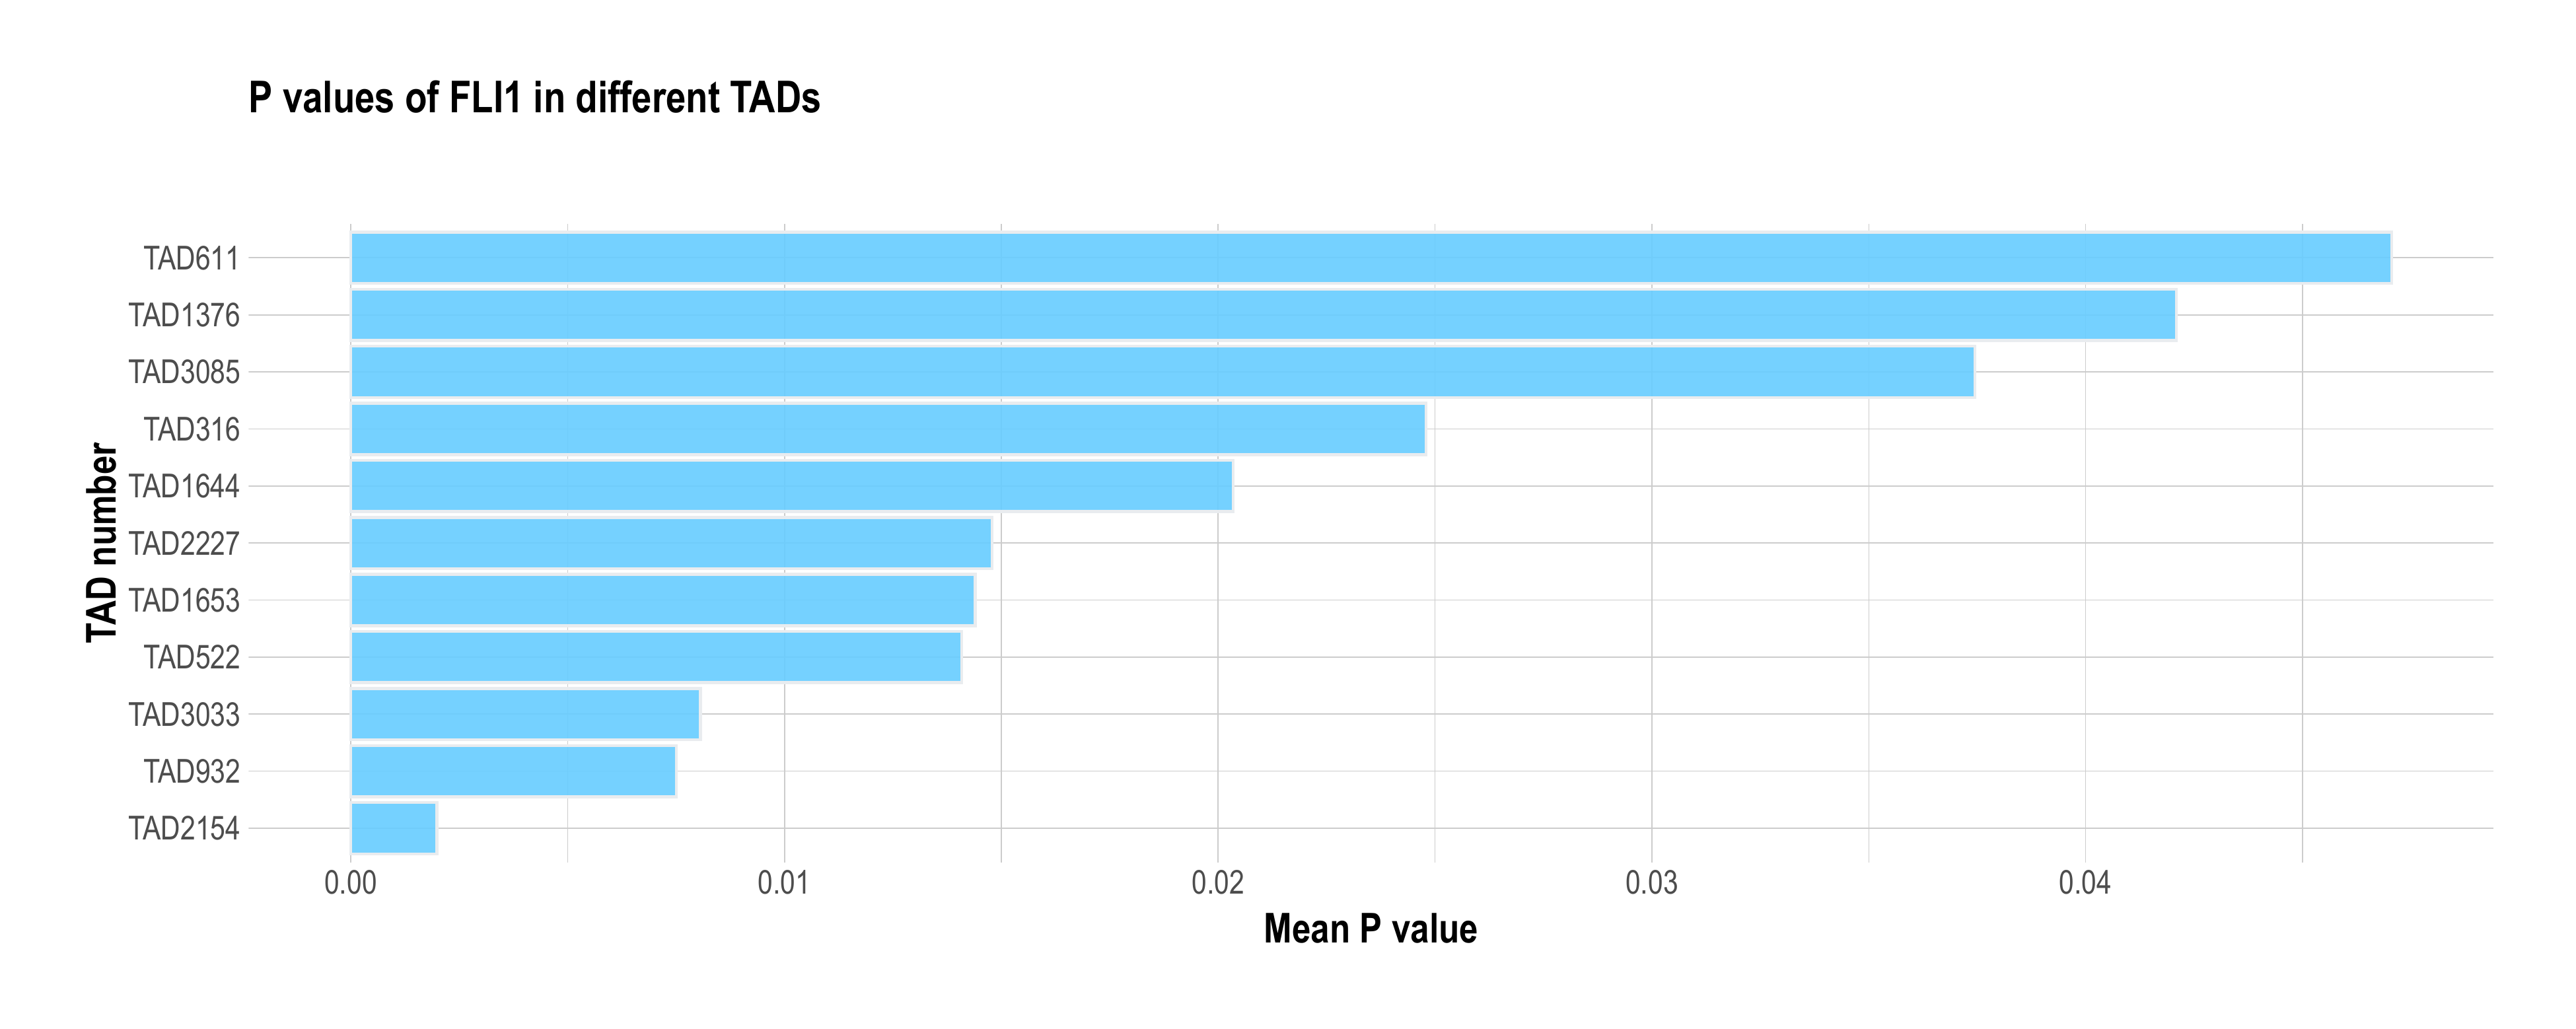 P values of FLI1 in different TADs
TAD number
TAD611
TAD1376
TAD3085
TAD316
TAD1644
TAD2227
TAD1653
TAD522
TAD3033
TAD932
TAD2154
0.00 0.01 0.02 0.03 0.04
Mean P value